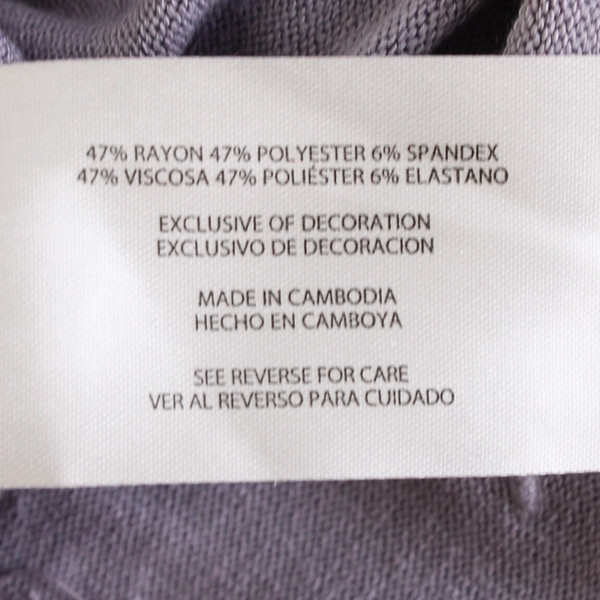 47% RAYON 47% POLYESTER 6% SPANDEX
47% VISCOSA 47% POLIÉSTER 6% ELASTANO
EXCLUSIVE OF DECORATION
EXCLUSIVO DE DECORACION
MADE IN CAMBODIA
HECHO EN CAMBOYA
SEE REVERSE FOR CARE
VER AL REVERSO PARA CUIDADO